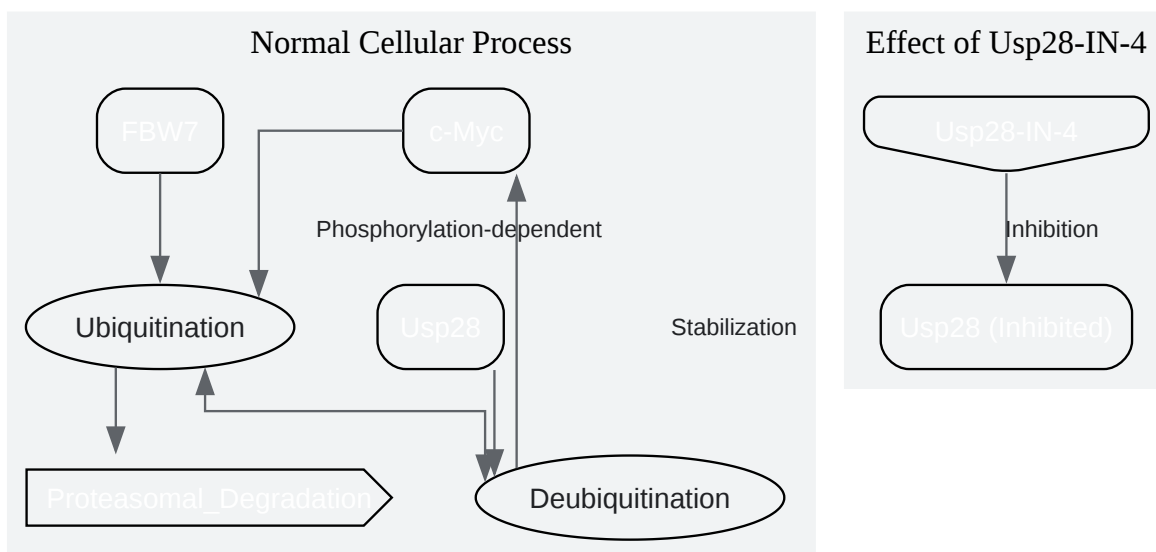 Normal Cellular Process
Effect of Usp28-IN-4
FBW7
c-Myc
Usp28-IN-4
Phosphorylation-dependent
Inhibition
Ubiquitination
Usp28
Stabilization
Usp28 (Inhibited)
Proteasomal_Degradation
Deubiquitination